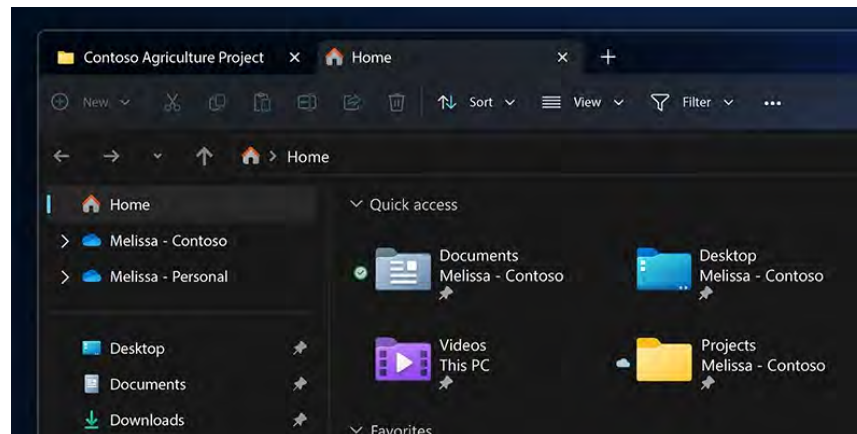 Contoso Agriculture Project
Home
New
Sort
View
Filter
Home
Home
Melissa - Contoso
Melissa - Personal
Desktop
Documents
Downloads
Quick access
Documents
Melissa - Contoso
Desktop
Melissa - Contoso
Videos
This PC
Projects
Melissa - Contoso
Favorites